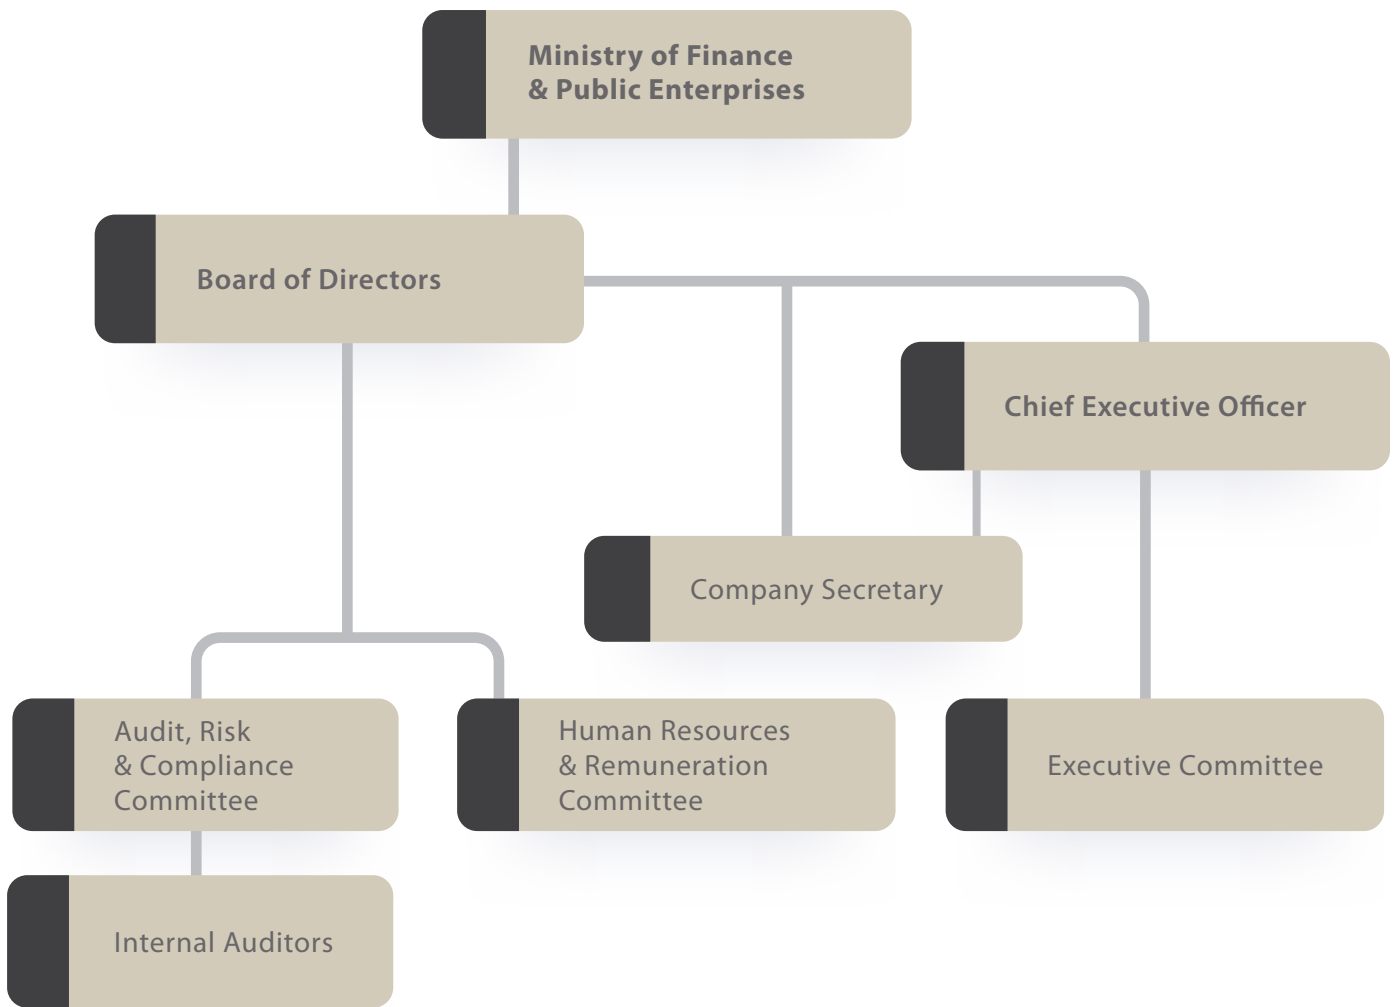 Ministry of Finance
& Public Enterprises
Board of Directors
Chief Executive Officer
Company Secretary
Audit, Risk
& Compliance
Committee
Human Resources
& Remuneration
Committee
Executive Committee
Internal Auditors